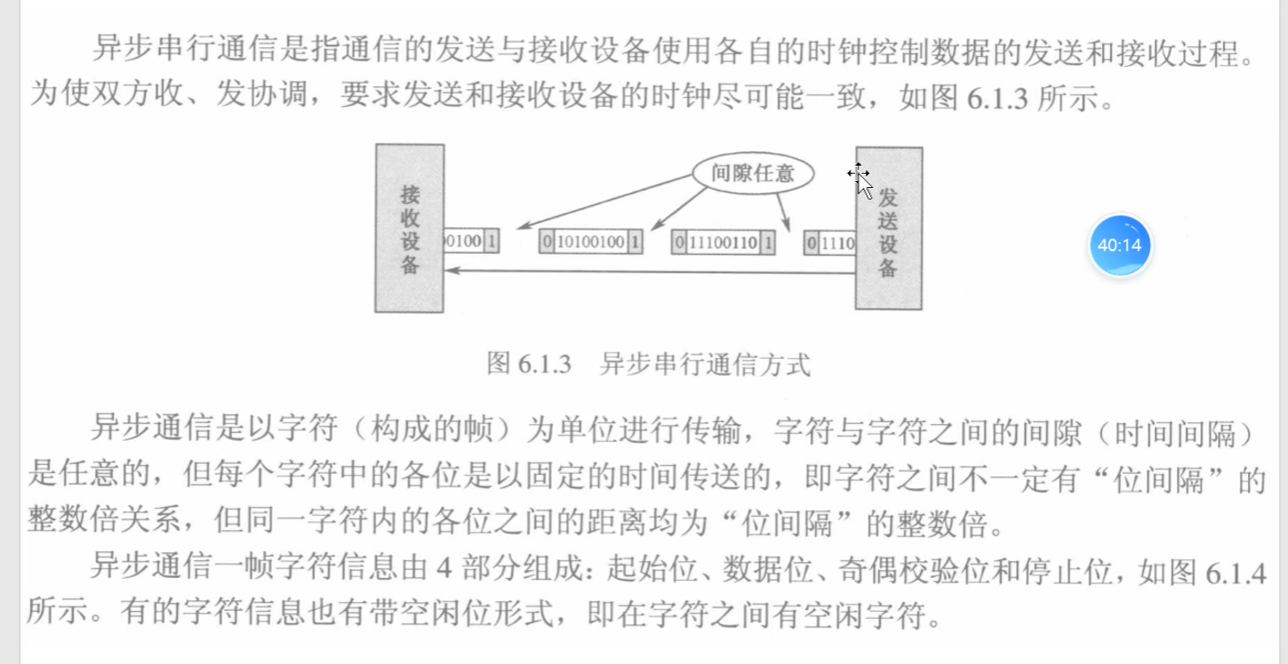 异步串行通信是指通信的发送与接收设备使用各自的时钟控制数据的发送和接收过程。
为使双方收、发协调，要求发送和接收设备的时钟尽可能一致，如图 6.1.3 所示。
间隙任意
接收设备
发送设备
0100 1
0 10100100 1
0 11100110 1
0 1110
40:14
图 6.1.3 异步串行通信方式
异步通信是以字符（构成的帧）为单位进行传输，字符与字符之间的间隙（时间间隔）
是任意的，但每个字符中的各位是以固定的时间传送的，即字符之间不一定有“位间隔”的
整数倍关系，但同一字符内的各位之间的距离均为“位间隔”的整数倍。
异步通信一帧字符信息由 4 部分组成：起始位、数据位、奇偶校验位和停止位，如图 6.1.4
所示。有的字符信息也有带空闲位形式，即在字符之间有空闲字符。